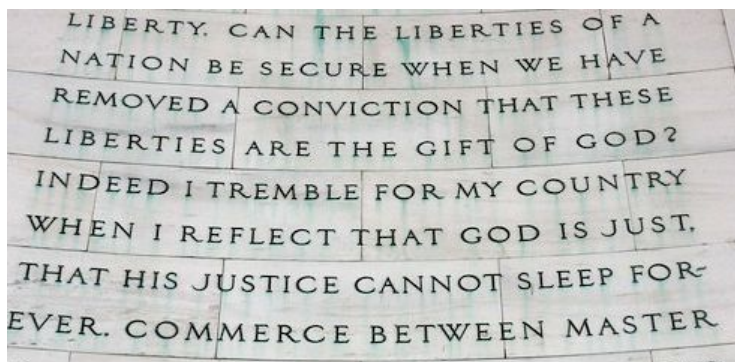 LIBERTY. CAN THE LIBERTIES OF A
NATION BE SECURE WHEN WE HAVE
REMOVED A CONVICTION THAT THESE
LIBERTIES ARE THE GIFT OF GOD?
INDEED I TREMBLE FOR MY COUNTRY
WHEN I REFLECT THAT GOD IS JUST,
THAT HIS JUSTICE CANNOT SLEEP FOR-
EVER. COMMERCE BETWEEN MASTER